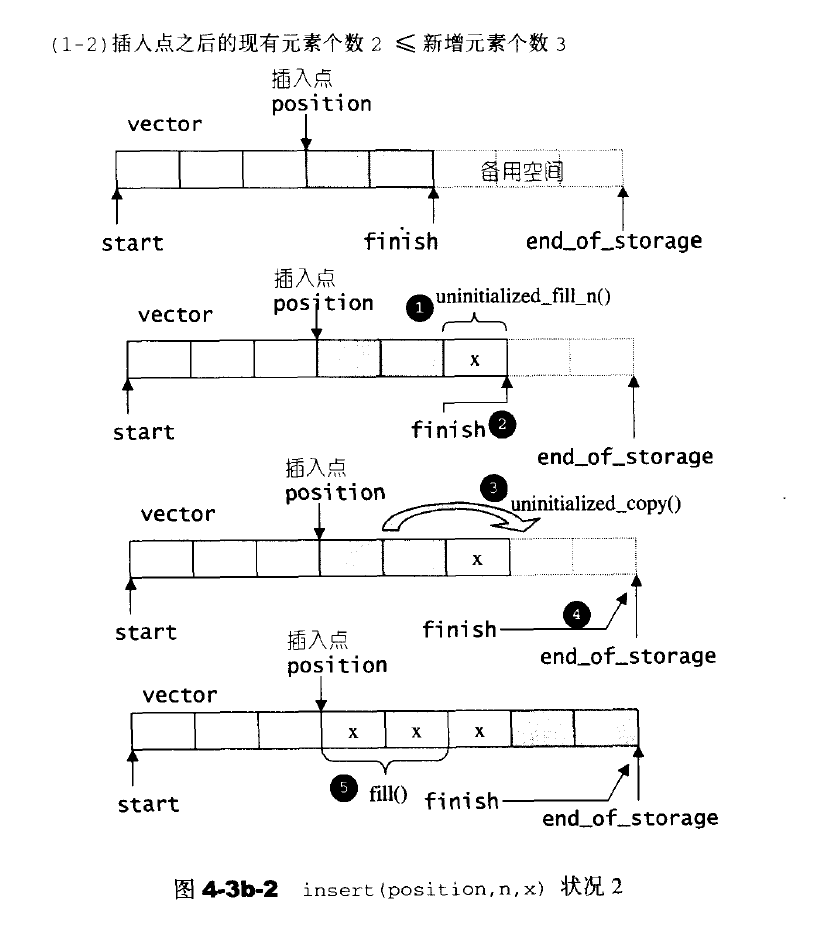 (1-2)插入点之后的现有元素个数 2 ⩽ 新增元素个数 3
插入点
position
vector
备用空间
start
finish
end_of_storage
插入点
position
1 uninitialized_fill_n()
vector
x
start
finish 2
end_of_storage
插入点
position
3 uninitialized_copy()
vector
x
start
finish 4
end_of_storage
插入点
position
vector
x x x
start
5 fill()
finish
end_of_storage
图 4-3b-2 insert(position,n,x) 状况 2